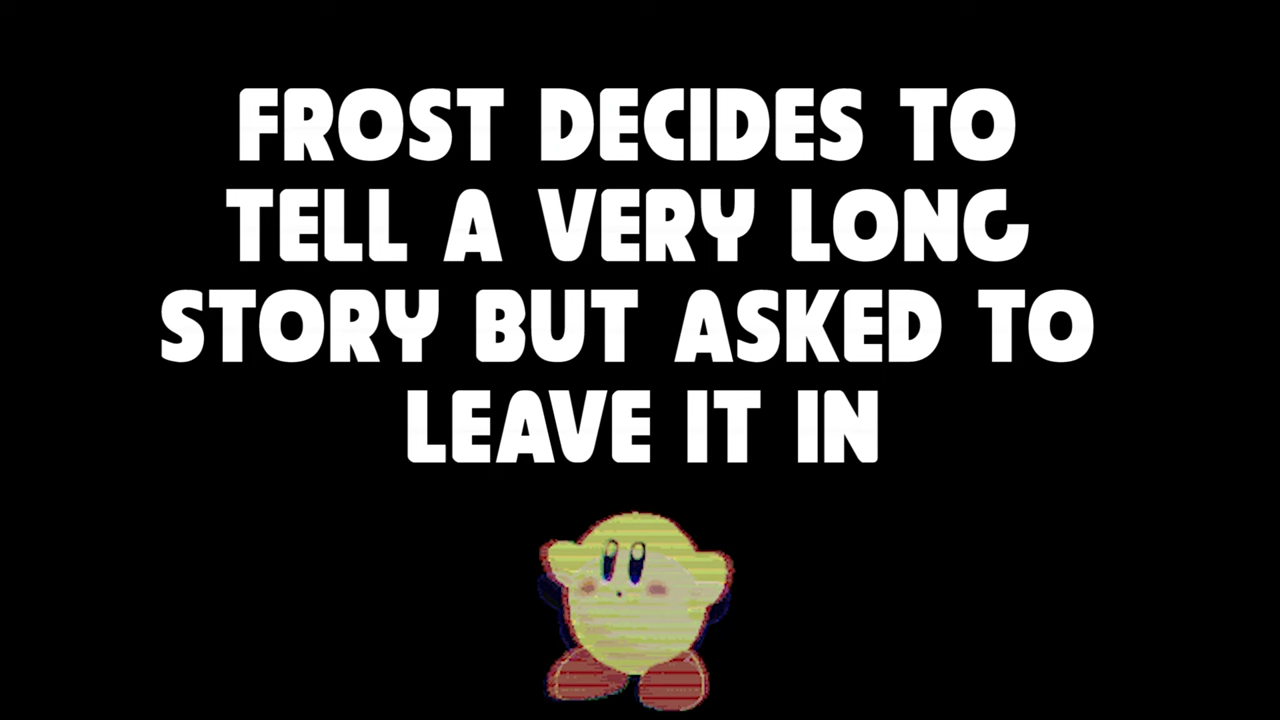 FROST DECIDES TO
TELL A VERY LONG
STORY BUT ASKED TO
LEAVE IT IN